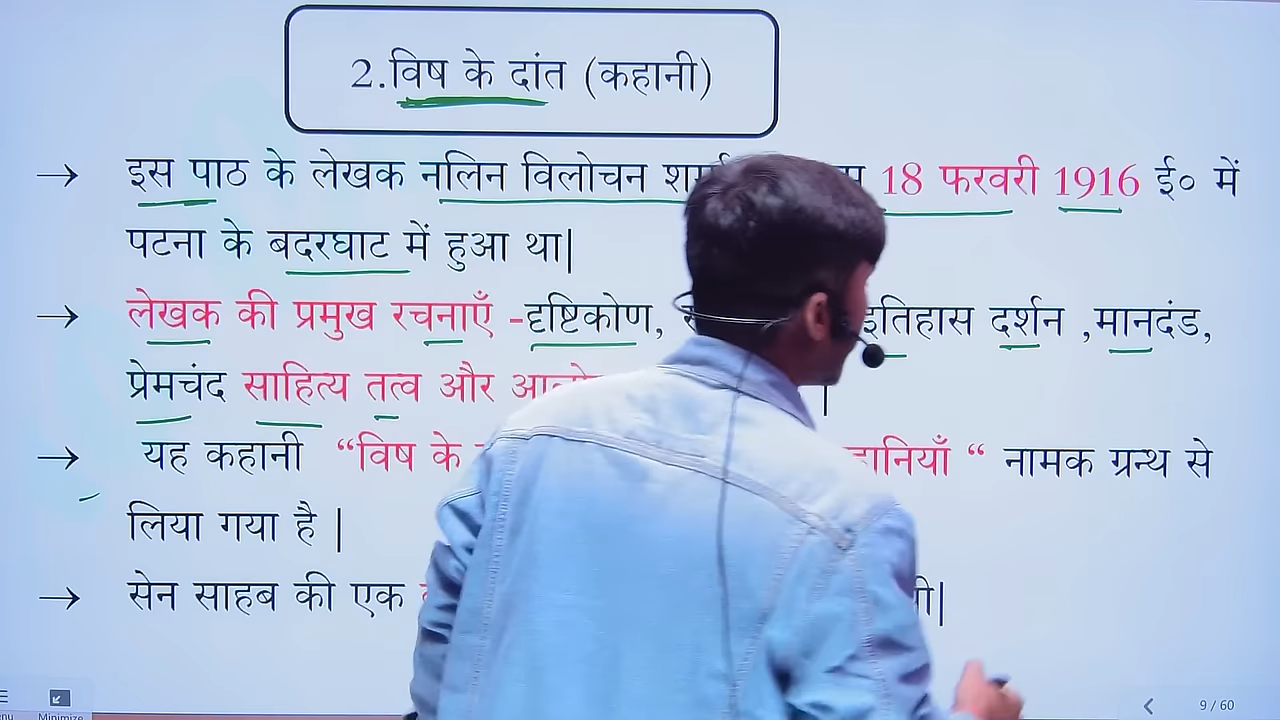 2.विष के दांत (कहानी)
→ इस पाठ के लेखक नलिन विलोचन 18 फरवरी 1916 ई० में
पटना के बदरघाट में हुआ था|
→ लेखक की प्रमुख रचनाएँ -दृष्टिकोण, इतिहास दर्शन ,मानदंड,
प्रेमचंद साहित्य तत्व और |
→ यह कहानी “विष के “ नामक ग्रन्थ से
लिया गया है |
→ सेन साहब की एक
Minimize
9 / 60